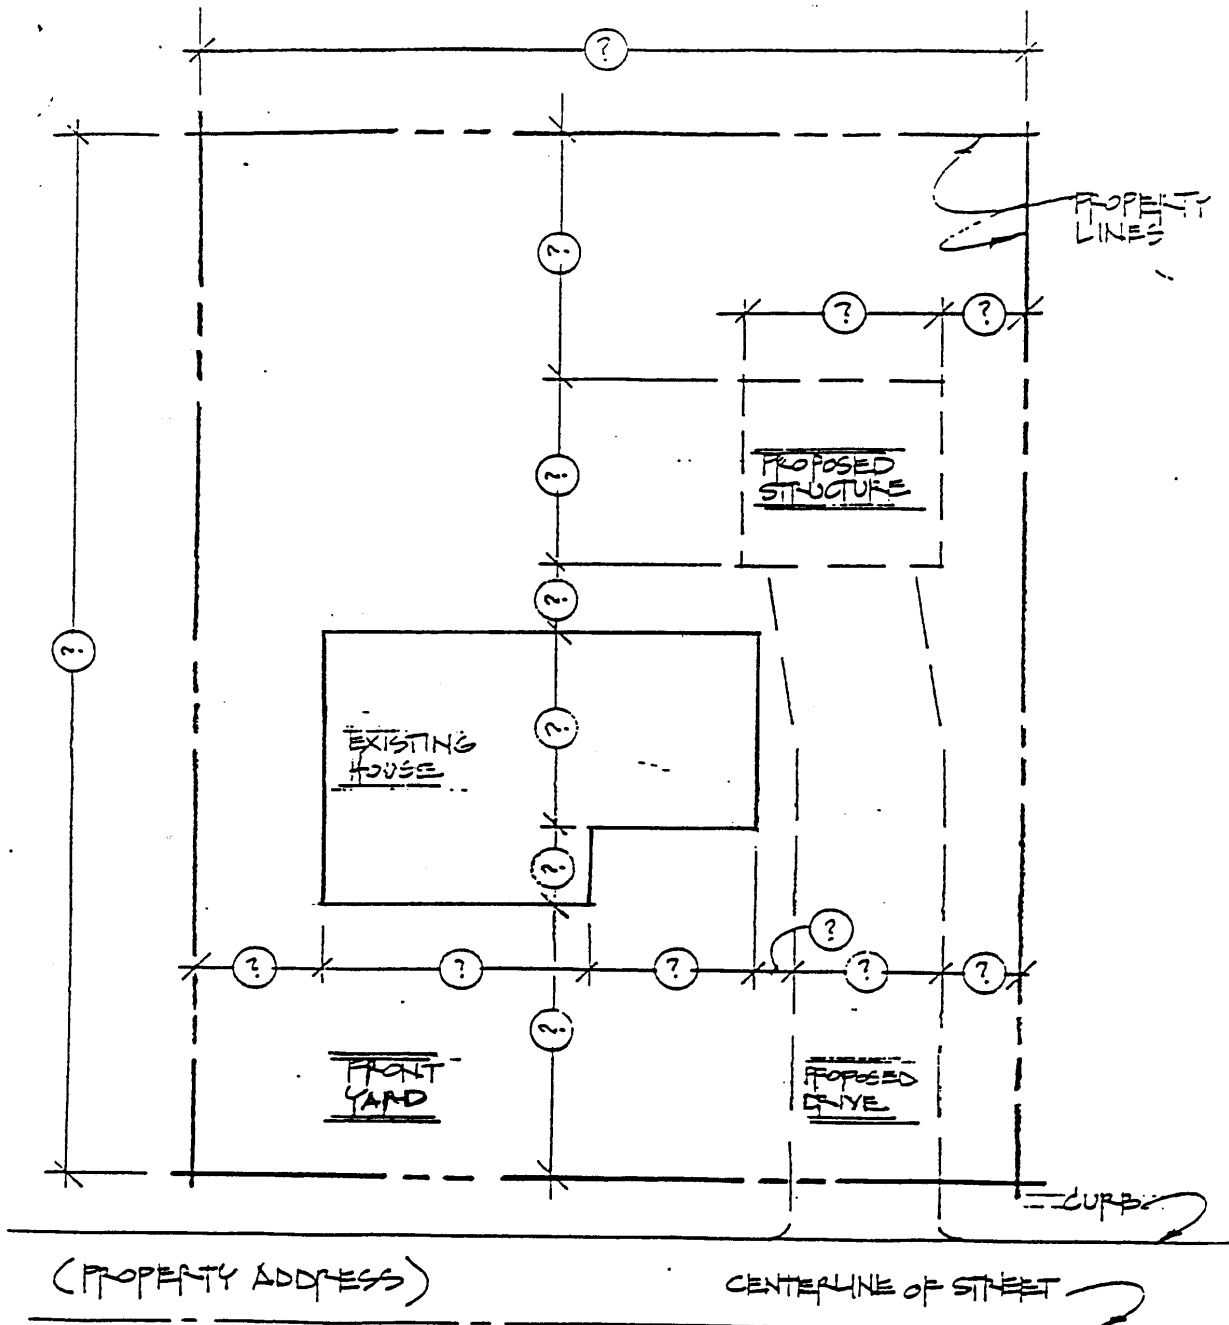 ?
?
PROPERTY
LINES
?
? ?
?
PROPOSED
STRUCTURE
?
?
?
EXISTING
HOUSE
?
?
? ? ? ? ? ?
?
FRONT
YARD
PROPOSED
DRIVE
CURB
(PROPERTY ADDRESS)
CENTERLINE OF STREET